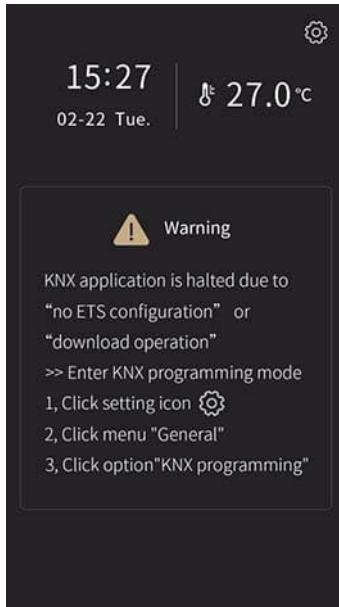 15:27
02-22 Tue.
27.0°C
Warning
KNX application is halted due to
“no ETS configuration” or
“download operation”
>> Enter KNX programming mode
1, Click setting icon
2, Click menu "General"
3, Click option"KNX programming"